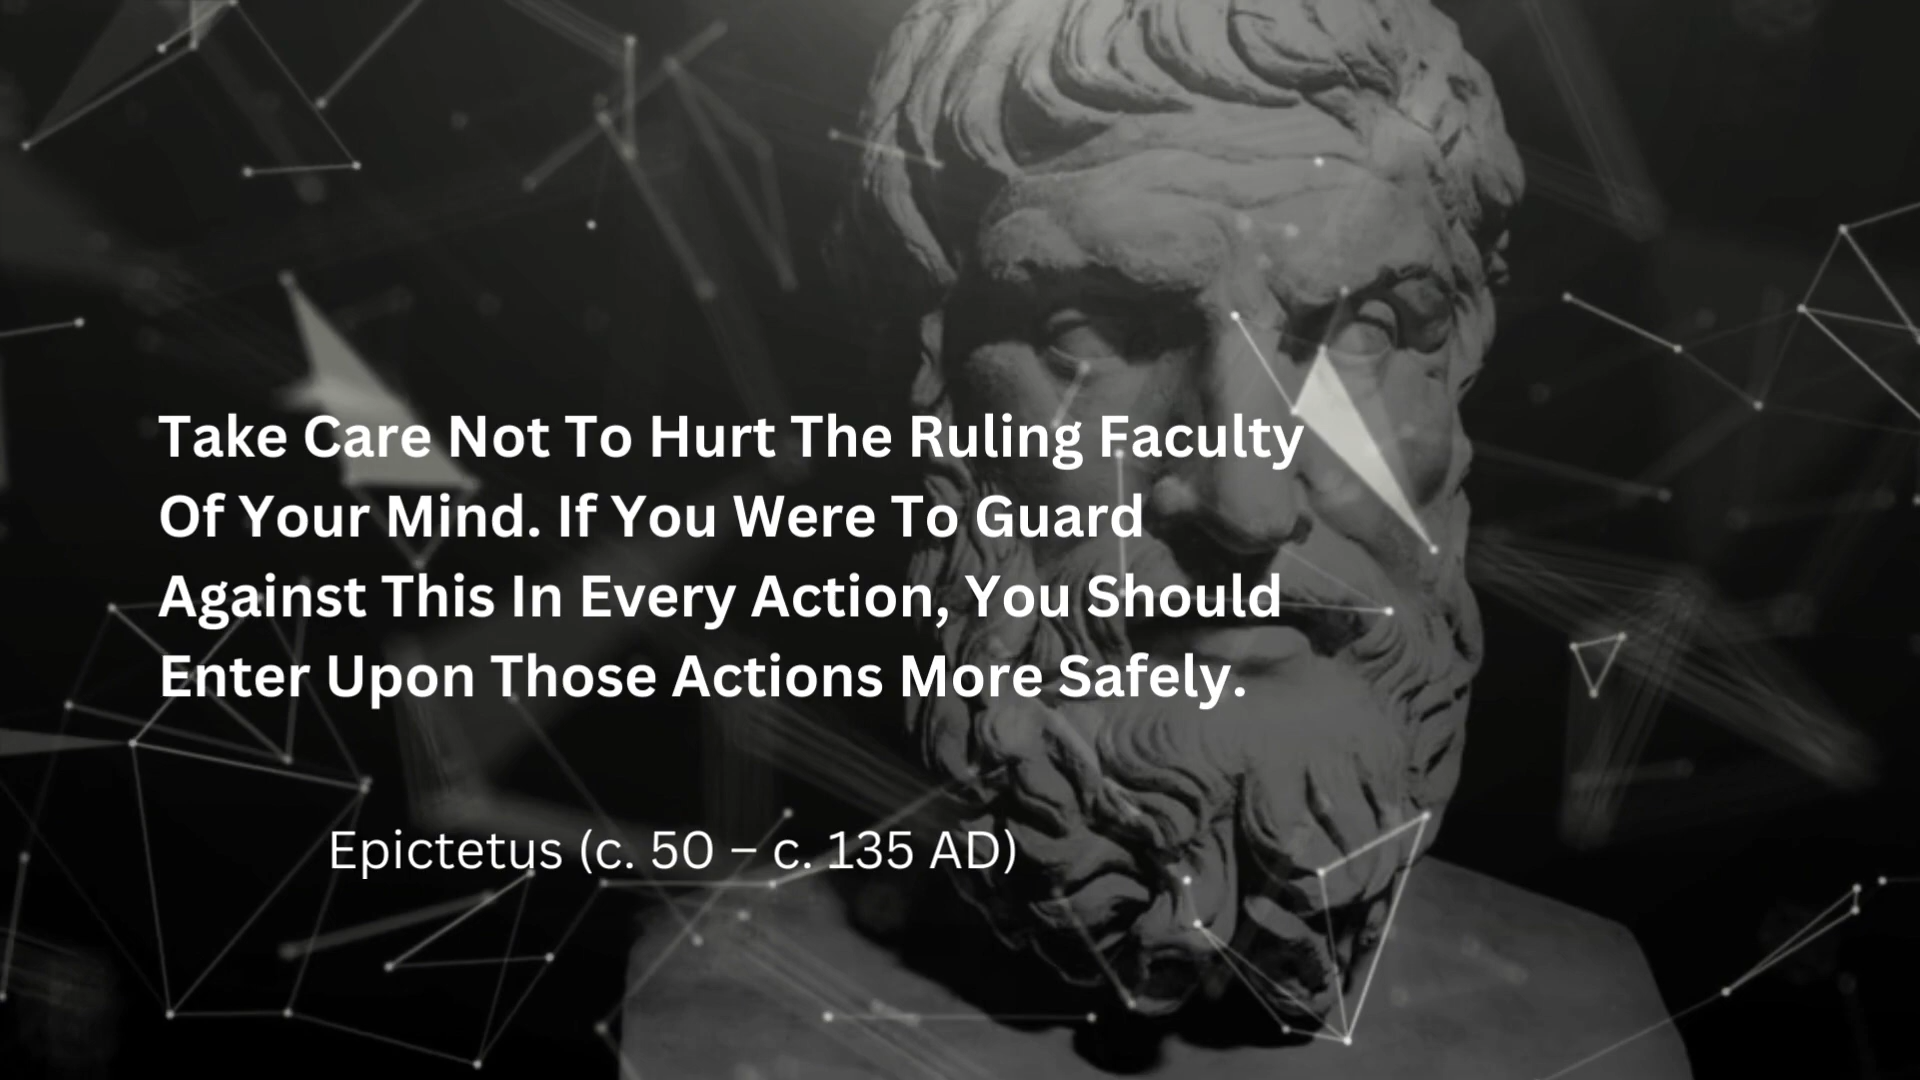 Take Care Not To Hurt The Ruling Faculty
Of Your Mind. If You Were To Guard
Against This In Every Action, You Should
Enter Upon Those Actions More Safely.
Epictetus (c. 50 – c. 135 AD)